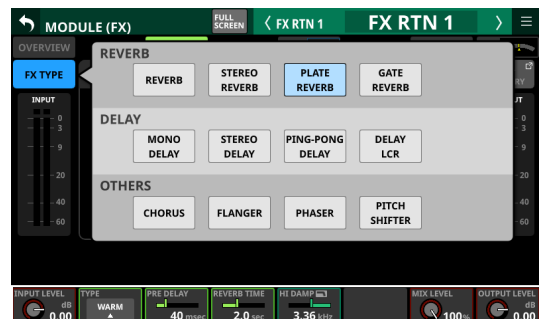 MODULE (FX)
FULL
SCREEN
FX RTN 1
FX RTN 1
OVERVIEW
FX TYPE
REVERB
REVERB
STEREO
REVERB
PLATE
REVERB
GATE
REVERB
RY
DELAY
MONO
DELAY
STEREO
DELAY
PING-PONG
DELAY
DELAY
LCR
OTHERS
CHORUS
FLANGER
PHASER
PITCH
SHIFTER
INPUT
0
3
9
20
40
60
UT
0
3
9
20
40
60
INPUT LEVEL
dB
0.00
TYPE
WARM
PRE DELAY
40 msec
REVERB TIME
2.0 sec
HI DAMP
3.36 kHz
MIX LEVEL
100%
OUTPUT LEVEL
dB
0.00